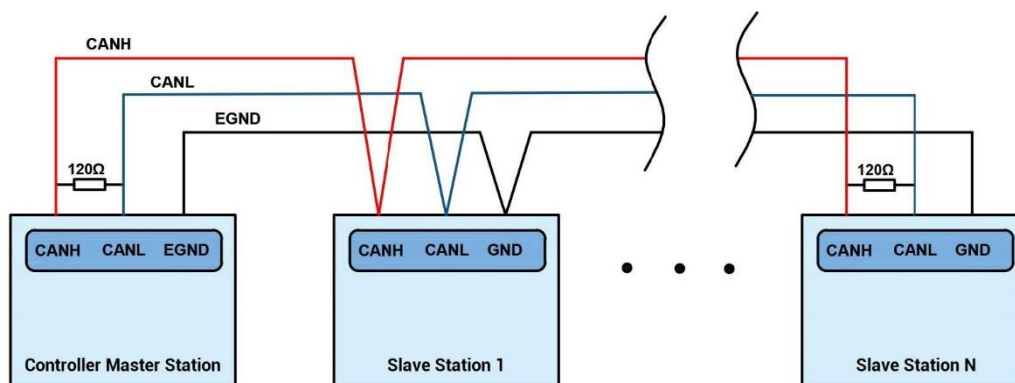 CANH
CANL
EGND
120Ω
120Ω
CANH CANL EGND
CANH CANL GND
CANH CANL GND
Controller Master Station
Slave Station 1
Slave Station N